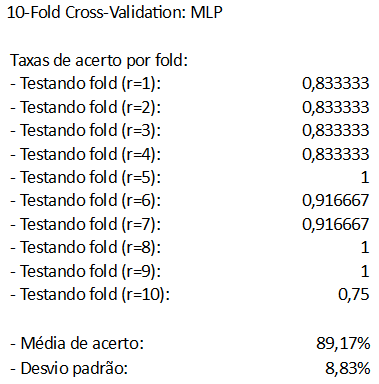 10-Fold Cross-Validation: MLP
Taxas de acerto por fold:
- Testando fold (r=1): 0,833333
- Testando fold (r=2): 0,833333
- Testando fold (r=3): 0,833333
- Testando fold (r=4): 0,833333
- Testando fold (r=5): 1
- Testando fold (r=6): 0,916667
- Testando fold (r=7): 0,916667
- Testando fold (r=8): 1
- Testando fold (r=9): 1
- Testando fold (r=10): 0,75
- Média de acerto: 89,17%
- Desvio padrão: 8,83%